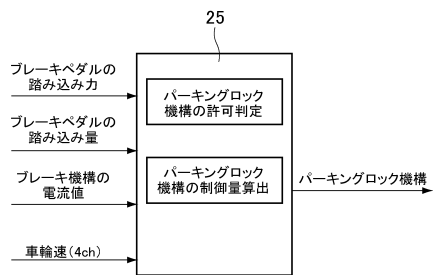 25
ブレーキペダルの
踏み込み力
パーキングロック
機構の許可判定
ブレーキペダルの
踏み込み量
パーキングロック
機構の制御量算出
パーキングロック機構
ブレーキ機構の
電流値
車輪速(4ch)